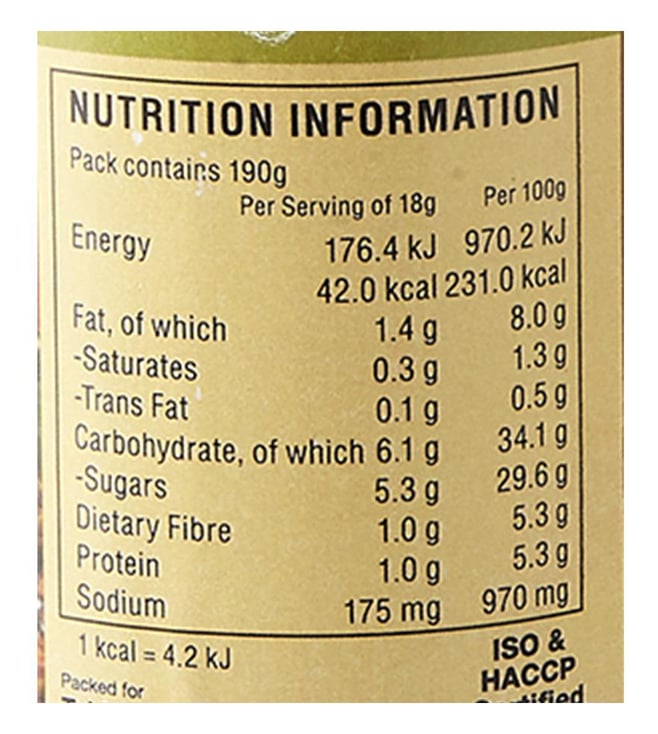 NUTRITION INFORMATION
Pack contains 190g
Per Serving of 18g Per 100g
Energy 176.4 kJ 970.2 kJ
42.0 kcal 231.0 kcal
Fat, of which 1.4 g 8.0 g
-Saturates 0.3 g 1.3 g
-Trans Fat 0.1 g 0.5 g
Carbohydrate, of which 6.1 g 34.1 g
-Sugars 5.3 g 29.6 g
Dietary Fibre 1.0 g 5.3 g
Protein 1.0 g 5.3 g
Sodium 175 mg 970 mg
1 kcal = 4.2 kJ
ISO &
HACCP
Certified
Packed for